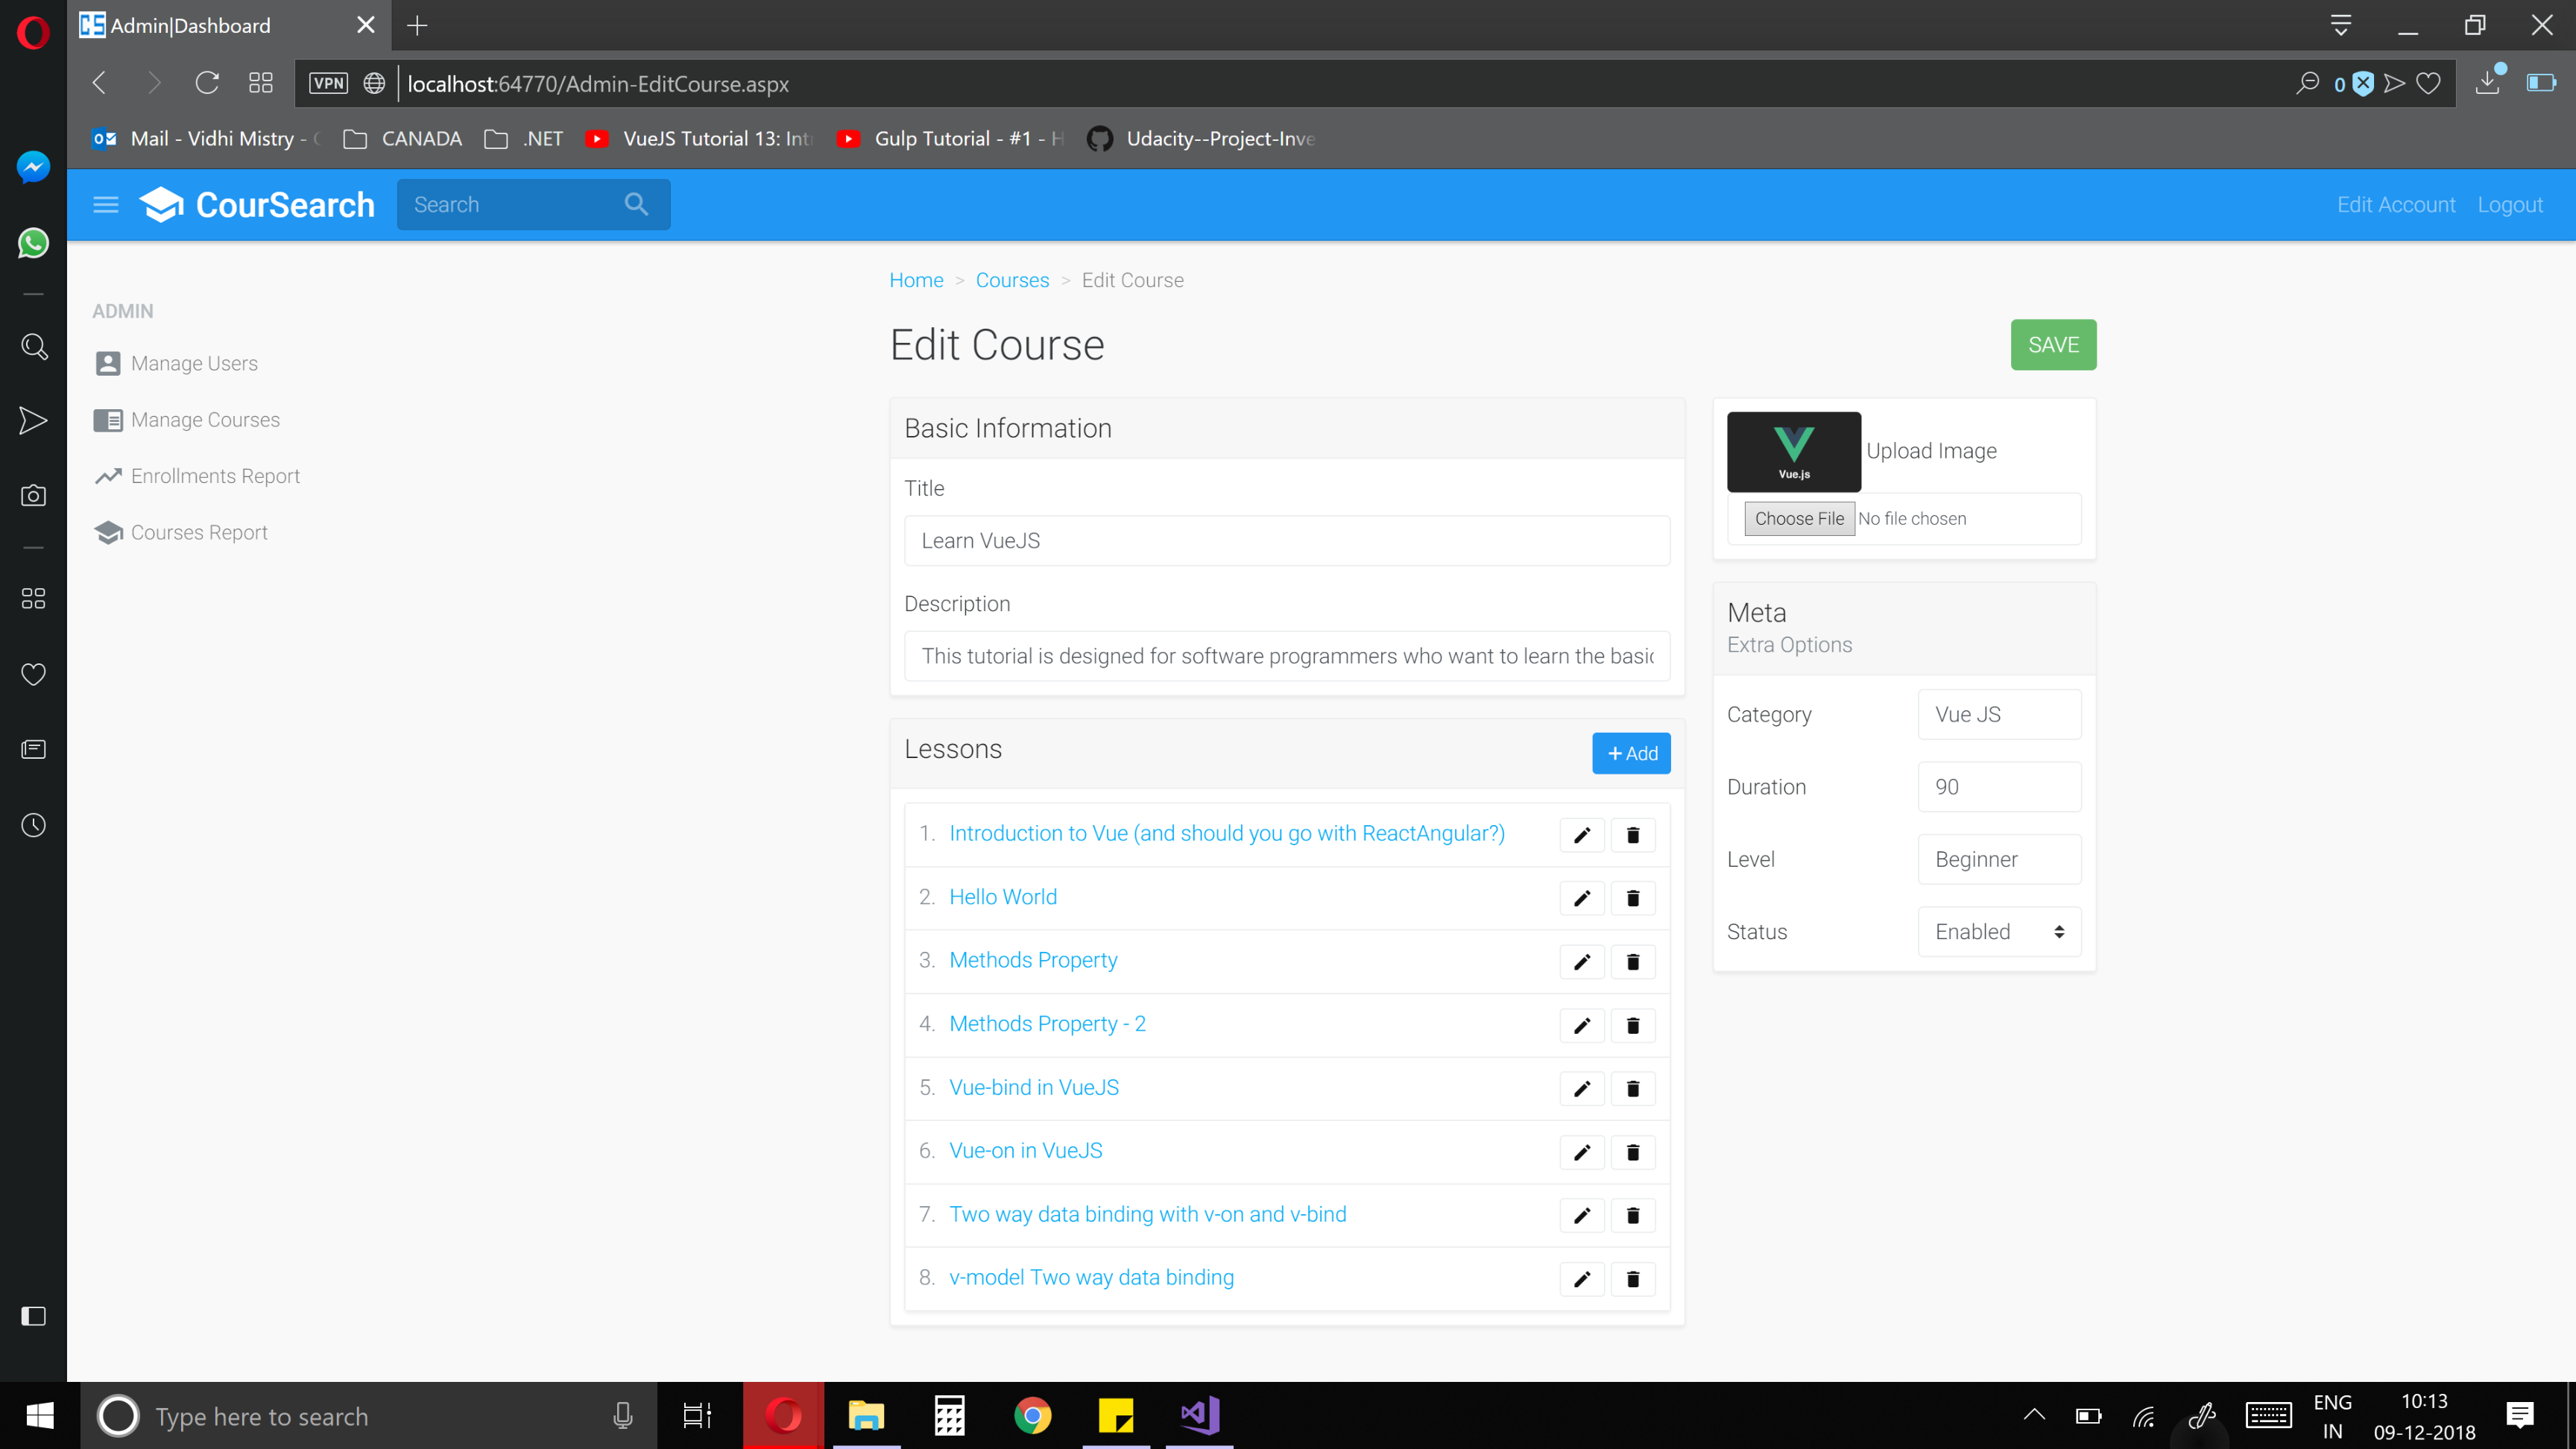 CS Admin|Dashboard
VPN localhost:64770/Admin-EditCourse.aspx 0
Mail - Vidhi Mistry - CANADA .NET VueJS Tutorial 13: Int Gulp Tutorial - #1 - H Udacity--Project-Inve
CourSearch Search Edit Account Logout
Home > Courses > Edit Course
ADMIN
Manage Users
Manage Courses
Enrollments Report
Courses Report
Edit Course
SAVE
Basic Information
Title
Learn VueJS
Description
This tutorial is designed for software programmers who want to learn the basic
Lessons
+ Add
1. Introduction to Vue (and should you go with ReactAngular?)
2. Hello World
3. Methods Property
4. Methods Property - 2
5. Vue-bind in VueJS
6. Vue-on in VueJS
7. Two way data binding with v-on and v-bind
8. v-model Two way data binding
Vue.js
Upload Image
Choose File No file chosen
Meta
Extra Options
Category Vue JS
Duration 90
Level Beginner
Status Enabled
Type here to search
ENG
IN
10:13
09-12-2018